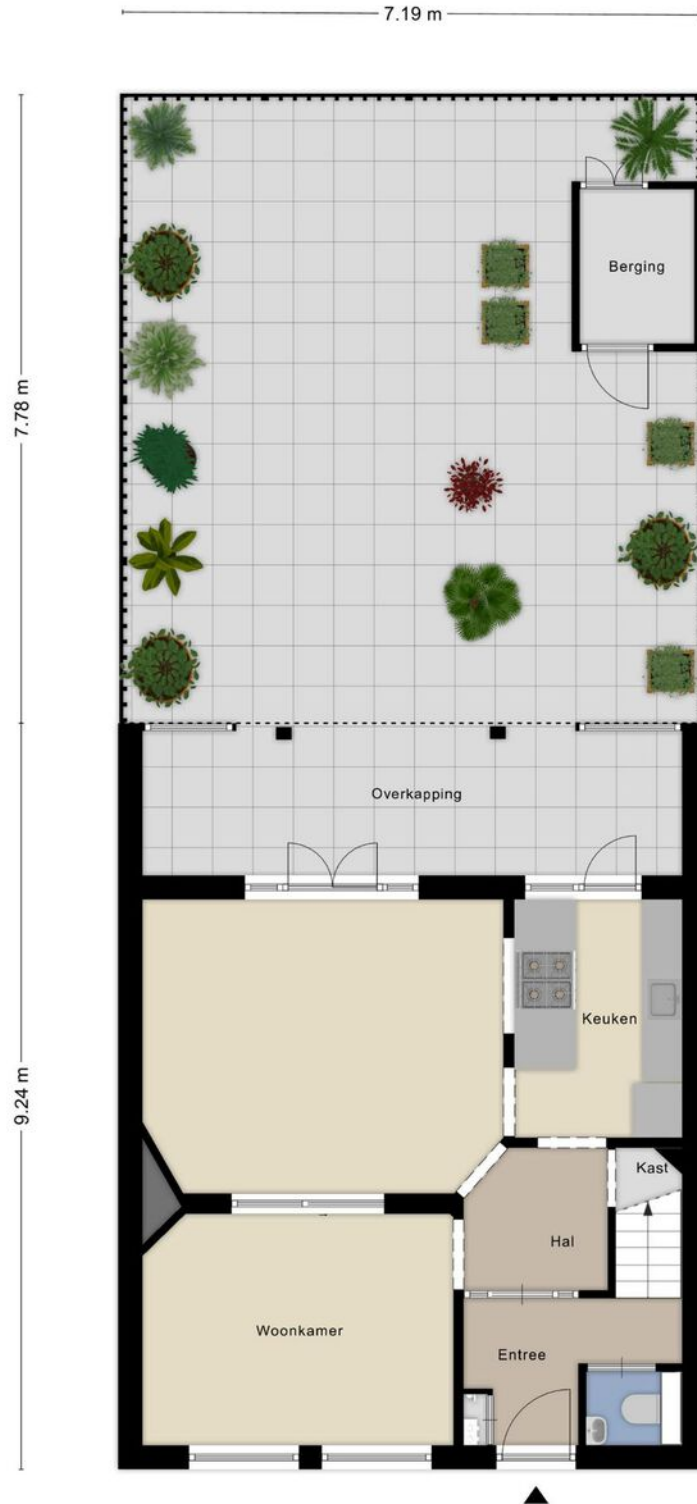 7.19 m
Berging
7.78 m
Overkapping
Keuken
9.24 m
Kast
Hal
Woonkamer
Entree